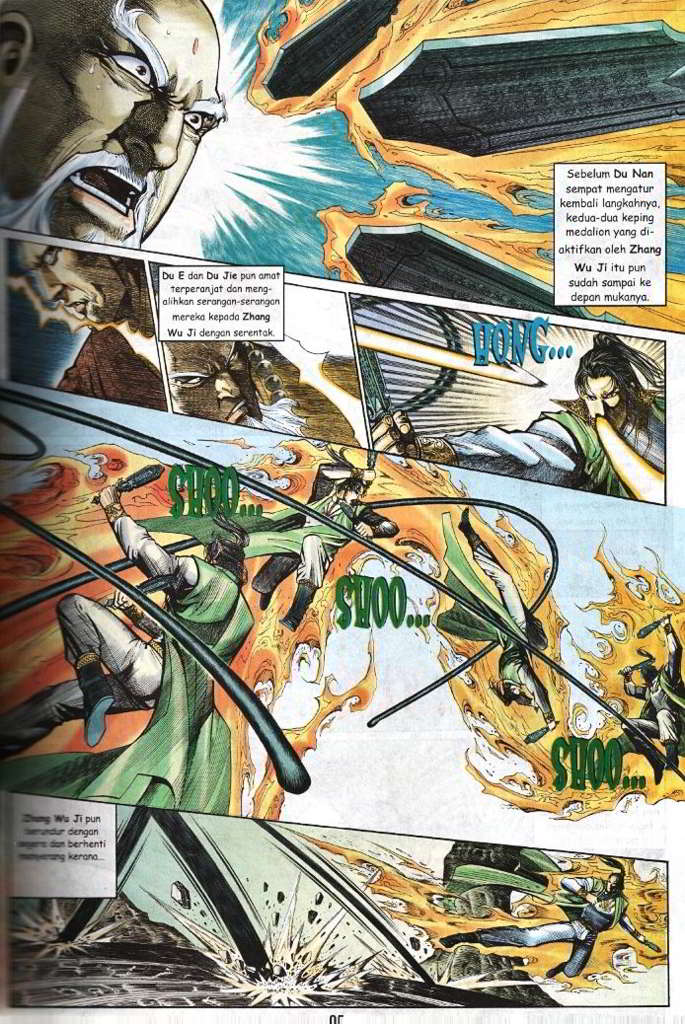 Sebelum Du Nan
sempat mengatur
kembali langkahnya,
kedua-dua keping
medalion yang di-
aktifkan oleh Zhang
Wu Ji itu pun
sudah sampai ke
depan mukanya.
Du E dan Du Jie pun amat
terperanjat dan meng-
alihkan serangan-serangan
mereka kepada Zhang
Wu Ji dengan serentak.
HONG...
SHOO...
SHOO...
SHOO...
Zhang Wu Ji pun
berundur dengan
segera dan berhenti
menyerang kerana...